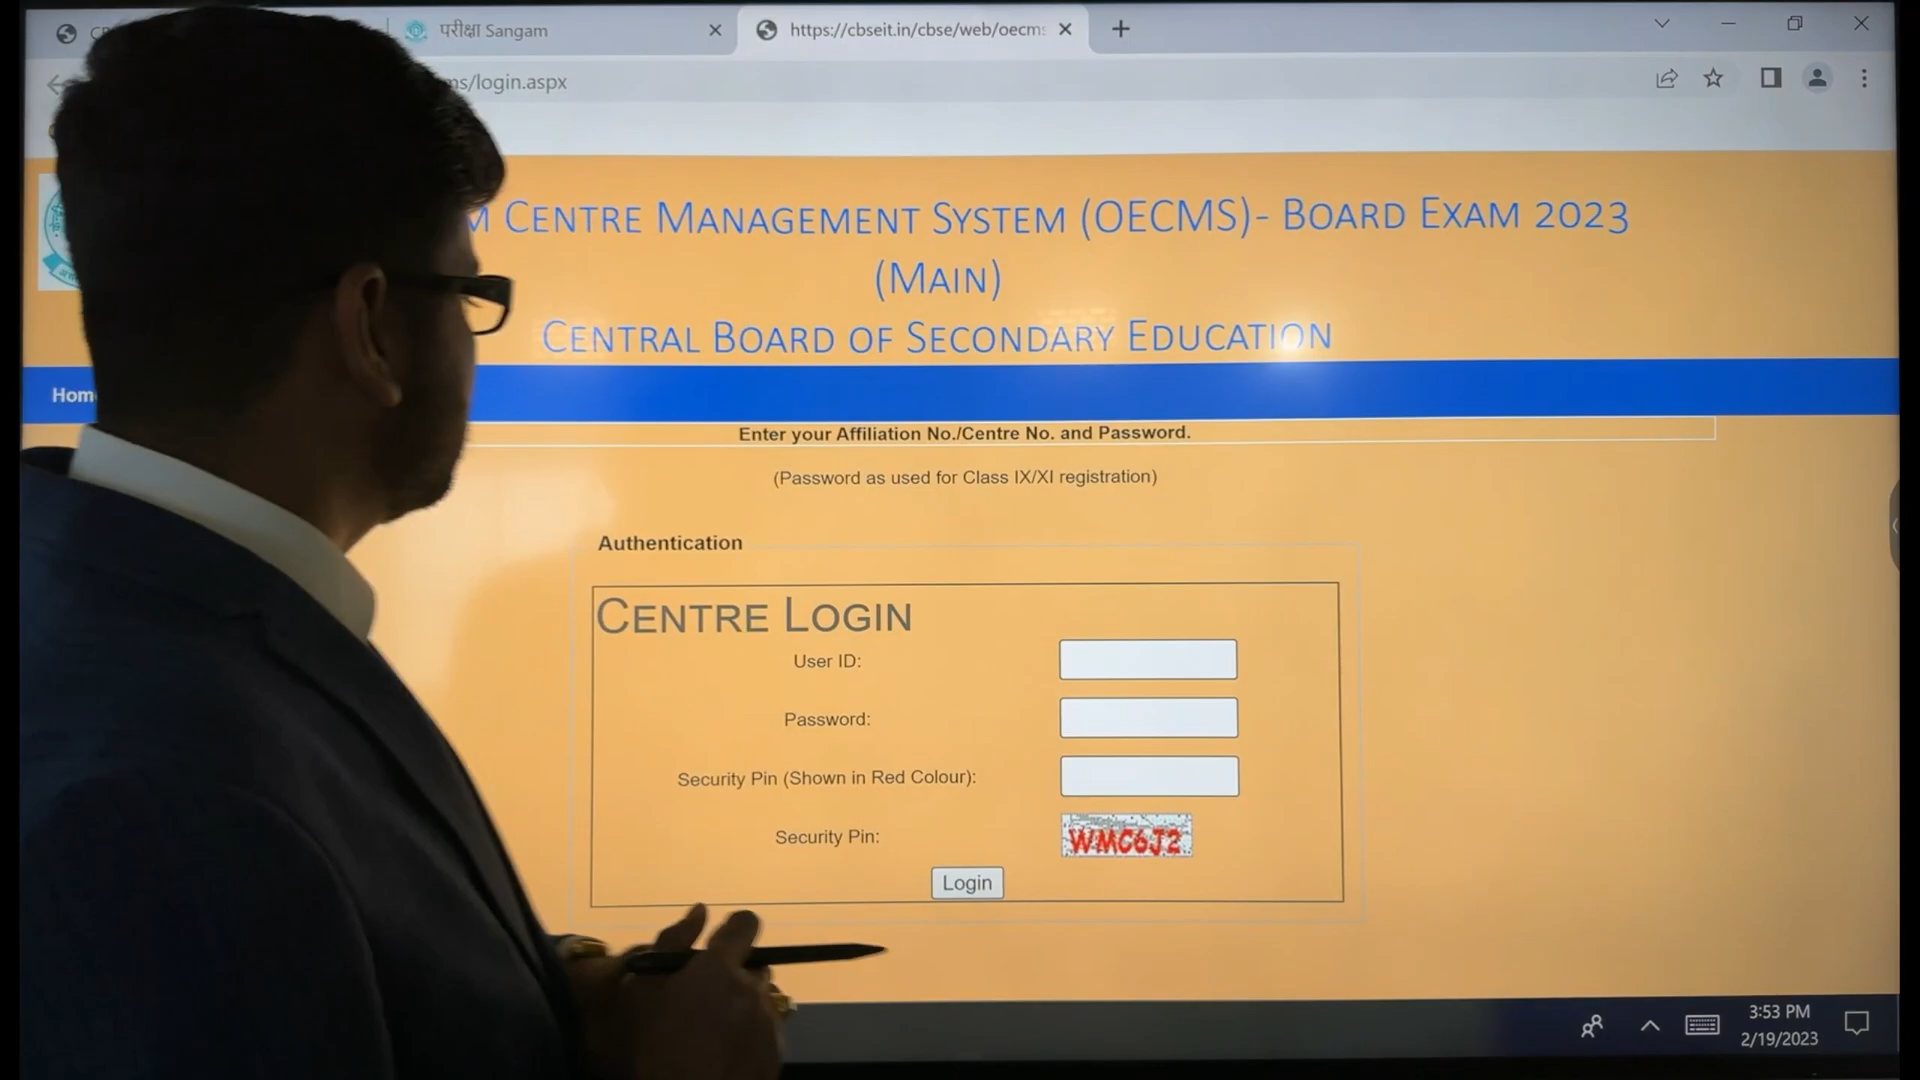 परीक्षा Sangam
https://cbseit.in/cbse/web/oecms
ms/login.aspx
M CENTRE MANAGEMENT SYSTEM (OECMS)- BOARD EXAM 2023
(MAIN)
CENTRAL BOARD OF SECONDARY EDUCATION
Home
Enter your Affiliation No./Centre No. and Password.
(Password as used for Class IX/XI registration)
Authentication
CENTRE LOGIN
User ID:
Password:
Security Pin (Shown in Red Colour):
Security Pin:
WMC6J2
Login
3:53 PM
2/19/2023